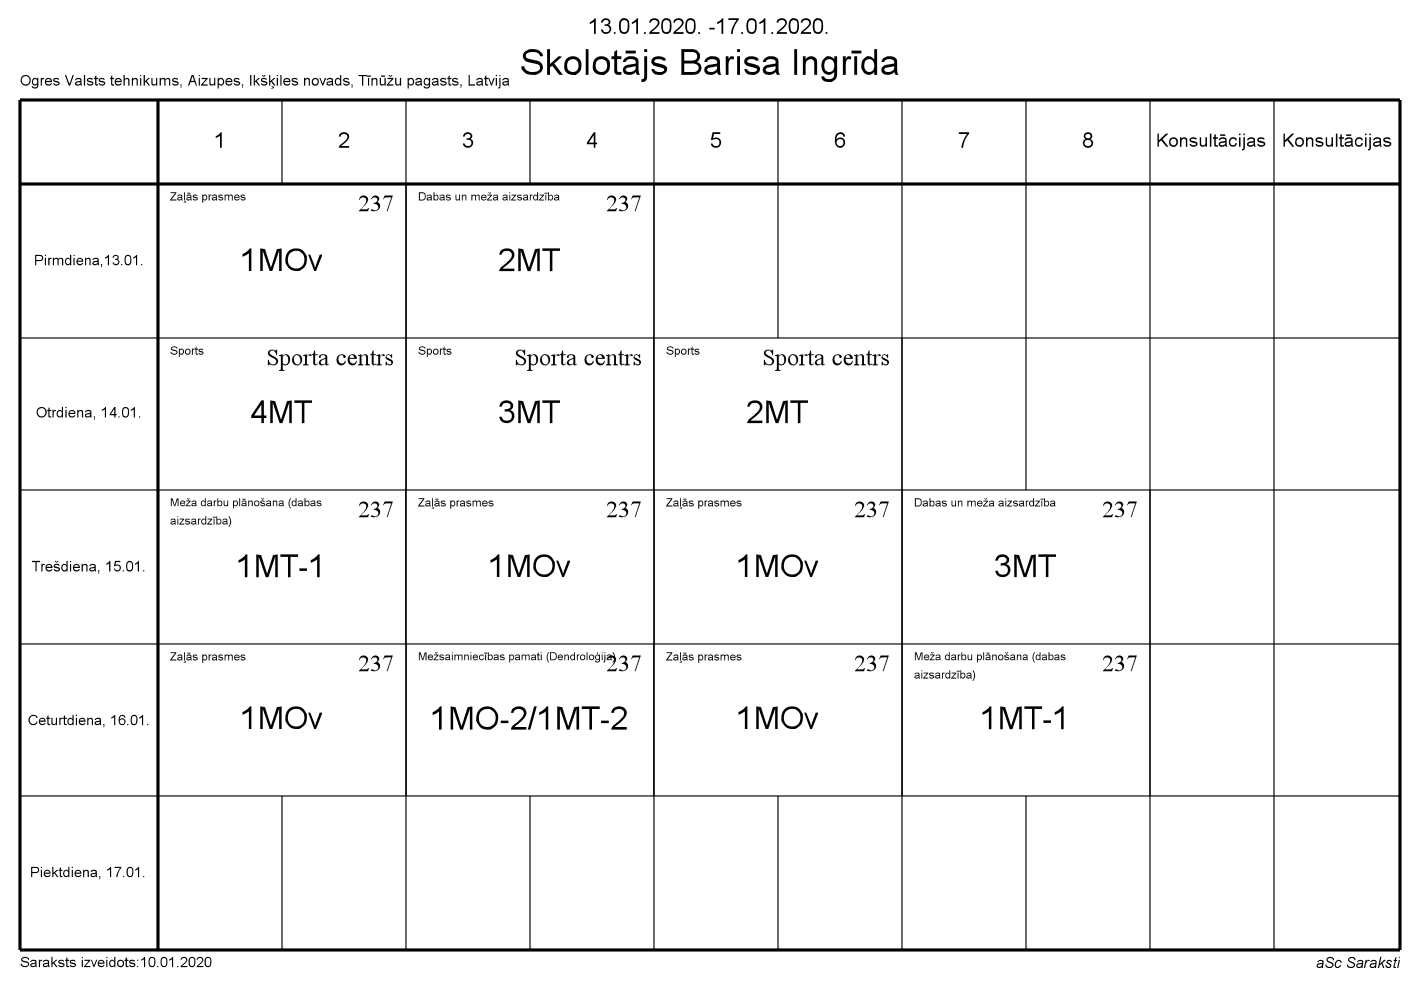 13.01.2020. -17.01.2020.
Skolotājs Barisa Ingrīda
Ogres Valsts tehnikums, Aizupes, Ikšķiles novads, Tīnūžu pagasts, Latvija
1 2 3 4 5 6 7 8 Konsultācijas Konsultācijas
Zaļās prasmes 237 Dabas un meža aizsardzība 237
Pirmdiena,13.01. 1MOv 2MT
Sports Sporta centrs Sports Sporta centrs Sports Sporta centrs
Otrdiena, 14.01. 4MT 3MT 2MT
Meža darbu plānošana (dabas 237 Zaļās prasmes 237 Zaļās prasmes 237 Dabas un meža aizsardzība 237
aizsardzība)
Trešdiena, 15.01. 1MT-1 1MOv 1MOv 3MT
Zaļās prasmes 237 Mežsaimniecības pamati (Dendroloģija) 237 Zaļās prasmes 237 Meža darbu plānošana (dabas 237
aizsardzība)
Ceturtdiena, 16.01. 1MOv 1MO-2/1MT-2 1MOv 1MT-1
Piektdiena, 17.01.
Saraksts izveidots:10.01.2020 aSc Saraksti